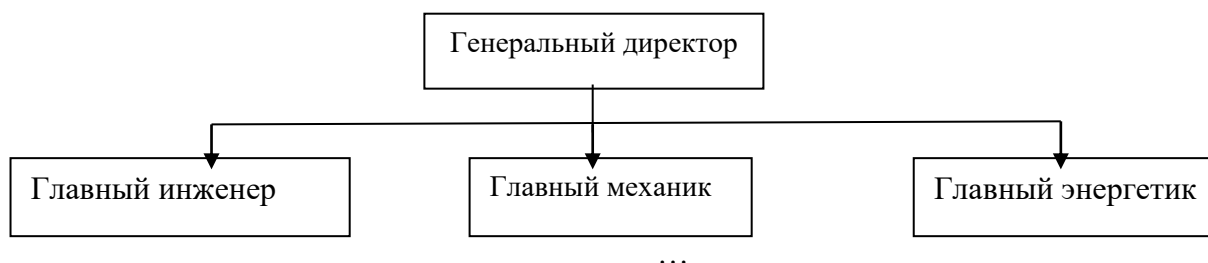 Генеральный директор
Главный инженер
Главный механик
Главный энергетик
…